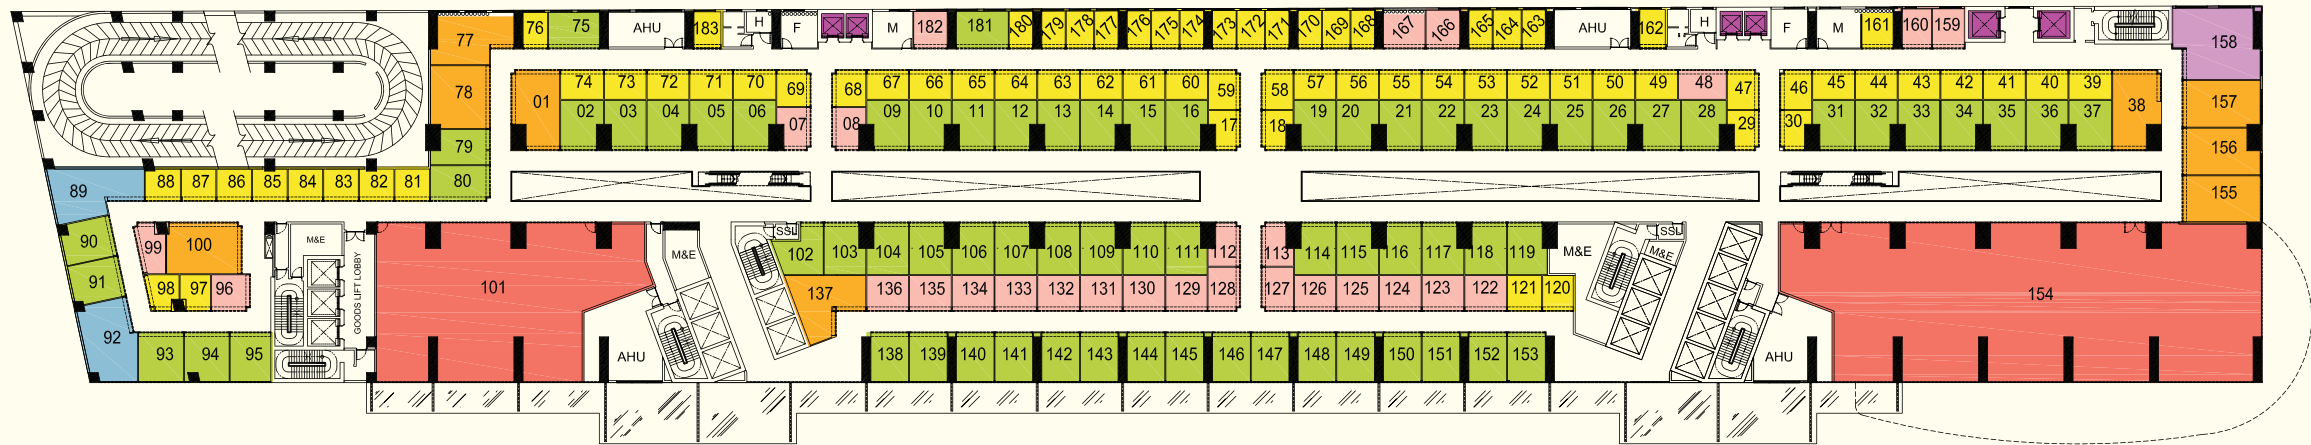 77 76 75 AHU 183 H F M 182 181 180 179 178 177 176 175 174 173 172 171 170 169 168 167 166 165 164 163 AHU 162 H F M 161 160 159 158
78 01 74 73 72 71 70 69 68 67 66 65 64 63 62 61 60 59 58 57 56 55 54 53 52 51 50 49 48 47 46 45 44 43 42 41 40 39 38 157
02 03 04 05 06 07 08 09 10 11 12 13 14 15 16 17 18 19 20 21 22 23 24 25 26 27 28 29 30 31 32 33 34 35 36 37
79 156
89 88 87 86 85 84 83 82 81 80 155
90 99 100 M&E GOODS LIFT LOBBY M&E SSL 102 103 104 105 106 107 108 109 110 111 112 113 114 115 116 117 118 119 M&E M&E SSL
91 98 97 96 101 137 136 135 134 133 132 131 130 129 128 127 126 125 124 123 122 121 120 154
92 93 94 95 AHU 138 139 140 141 142 143 144 145 146 147 148 149 150 151 152 153 AHU